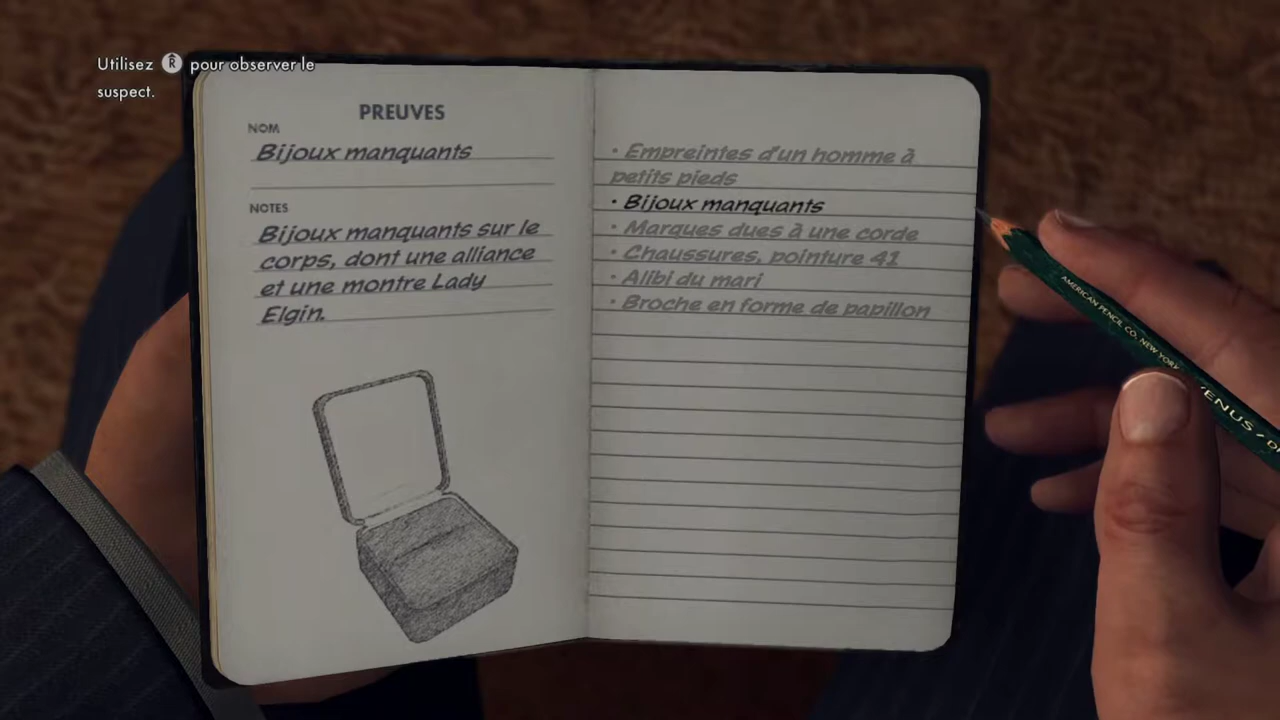 Utilisez R pour observer le
suspect.
PREUVES
NOM
Bijoux manquants
NOTES
Bijoux manquants sur le
corps, dont une alliance
et une montre Lady
Elgin.
• Empreintes d'un homme à
petits pieds
• Bijoux manquants
• Marques dues à une corde
• Chaussures, pointure 41
• Alibi du mari
• Broche en forme de papillon
AMERICAN PENCIL CO. NEW YORK
VENUS